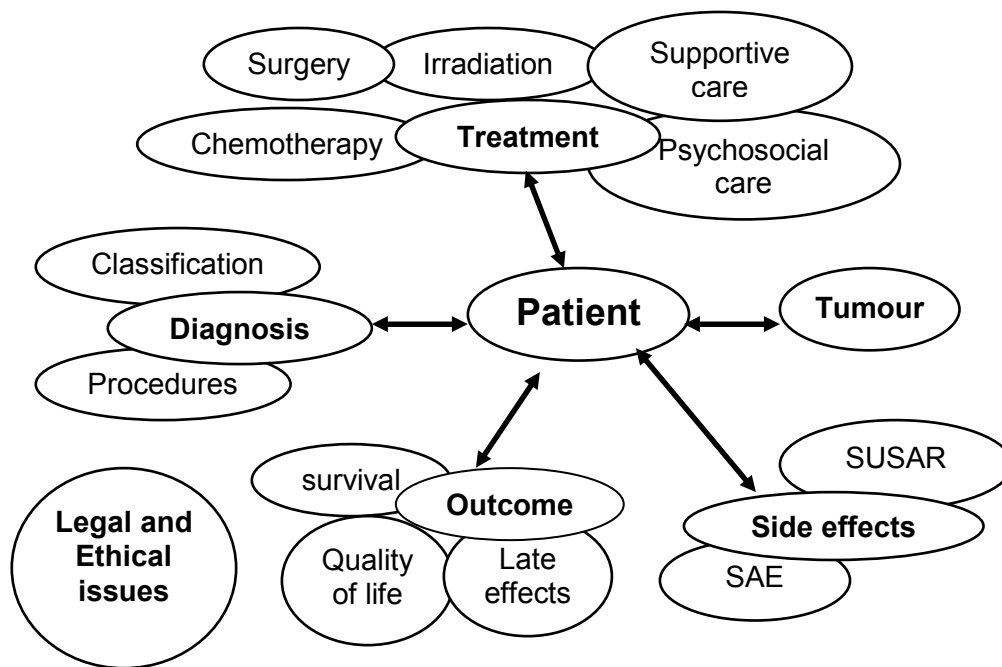 Surgery
Irradiation
Supportive
care
Chemotherapy
Treatment
Psychosocial
care
Classification
Diagnosis
Procedures
Patient
Tumour
survival
Outcome
Quality
of life
Late
effects
SUSAR
Side effects
SAE
Legal and
Ethical
issues